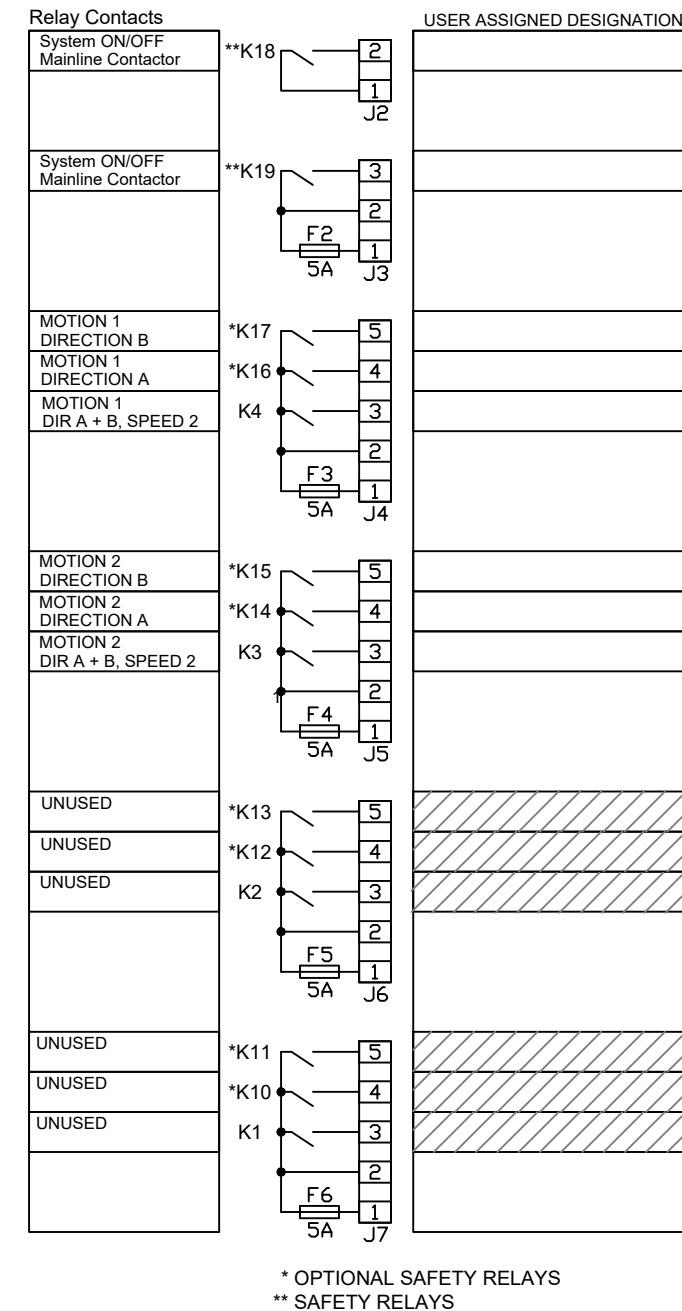 Relay Contacts
USER ASSIGNED DESIGNATION
System ON/OFF
Mainline Contactor
**K18
2
1
J2
System ON/OFF
Mainline Contactor
**K19
3
2
F2
1
5A
J3
MOTION 1
DIRECTION B
*K17
5
MOTION 1
DIRECTION A
*K16
4
MOTION 1
DIR A + B, SPEED 2
K4
3
2
F3
1
5A
J4
MOTION 2
DIRECTION B
*K15
5
MOTION 2
DIRECTION A
*K14
4
MOTION 2
DIR A + B, SPEED 2
K3
3
2
F4
1
5A
J5
UNUSED
*K13
5
UNUSED
*K12
4
UNUSED
K2
3
2
F5
1
5A
J6
UNUSED
*K11
5
UNUSED
*K10
4
UNUSED
K1
3
2
F6
1
5A
J7
* OPTIONAL SAFETY RELAYS
** SAFETY RELAYS